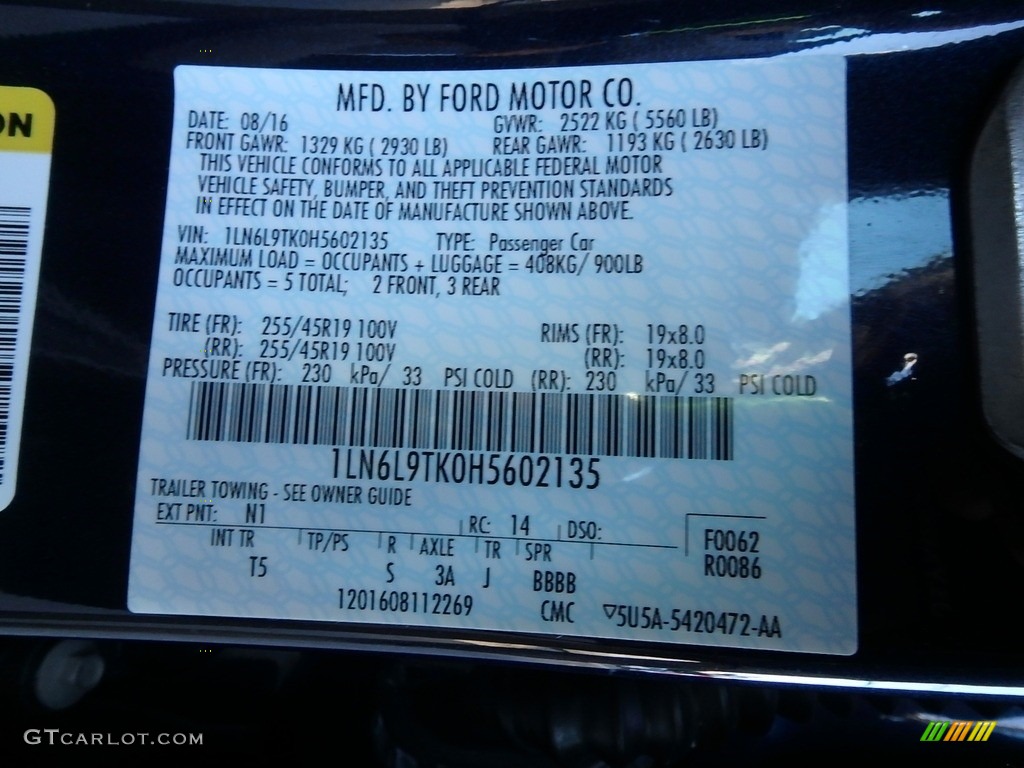 ON
MFD. BY FORD MOTOR CO.
DATE: 08/16 GVWR: 2522 KG ( 5560 LB)
FRONT GAWR: 1329 KG ( 2930 LB) REAR GAWR: 1193 KG ( 2630 LB)
THIS VEHICLE CONFORMS TO ALL APPLICABLE FEDERAL MOTOR
VEHICLE SAFETY, BUMPER, AND THEFT PREVENTION STANDARDS
IN EFFECT ON THE DATE OF MANUFACTURE SHOWN ABOVE.
VIN: 1LN6L9TK0H5602135 TYPE: Passenger Car
MAXIMUM LOAD = OCCUPANTS + LUGGAGE = 408KG/ 900LB
OCCUPANTS = 5 TOTAL; 2 FRONT, 3 REAR
TIRE (FR): 255/45R19 100V RIMS (FR): 19x8.0
(RR): 255/45R19 100V (RR): 19x8.0
PRESSURE (FR): 230 kPa/ 33 PSI COLD (RR): 230 kPa/ 33 PSI COLD
1LN6L9TK0H5602135
TRAILER TOWING - SEE OWNER GUIDE
EXT PNT: N1 RC: 14 DSO:
INT TR TP/PS R AXLE TR SPR F0062
T5 S 3A J BBBB R0086
1201608112269 CMC ▽5U5A-5420472-AA
GTCARLOT.COM